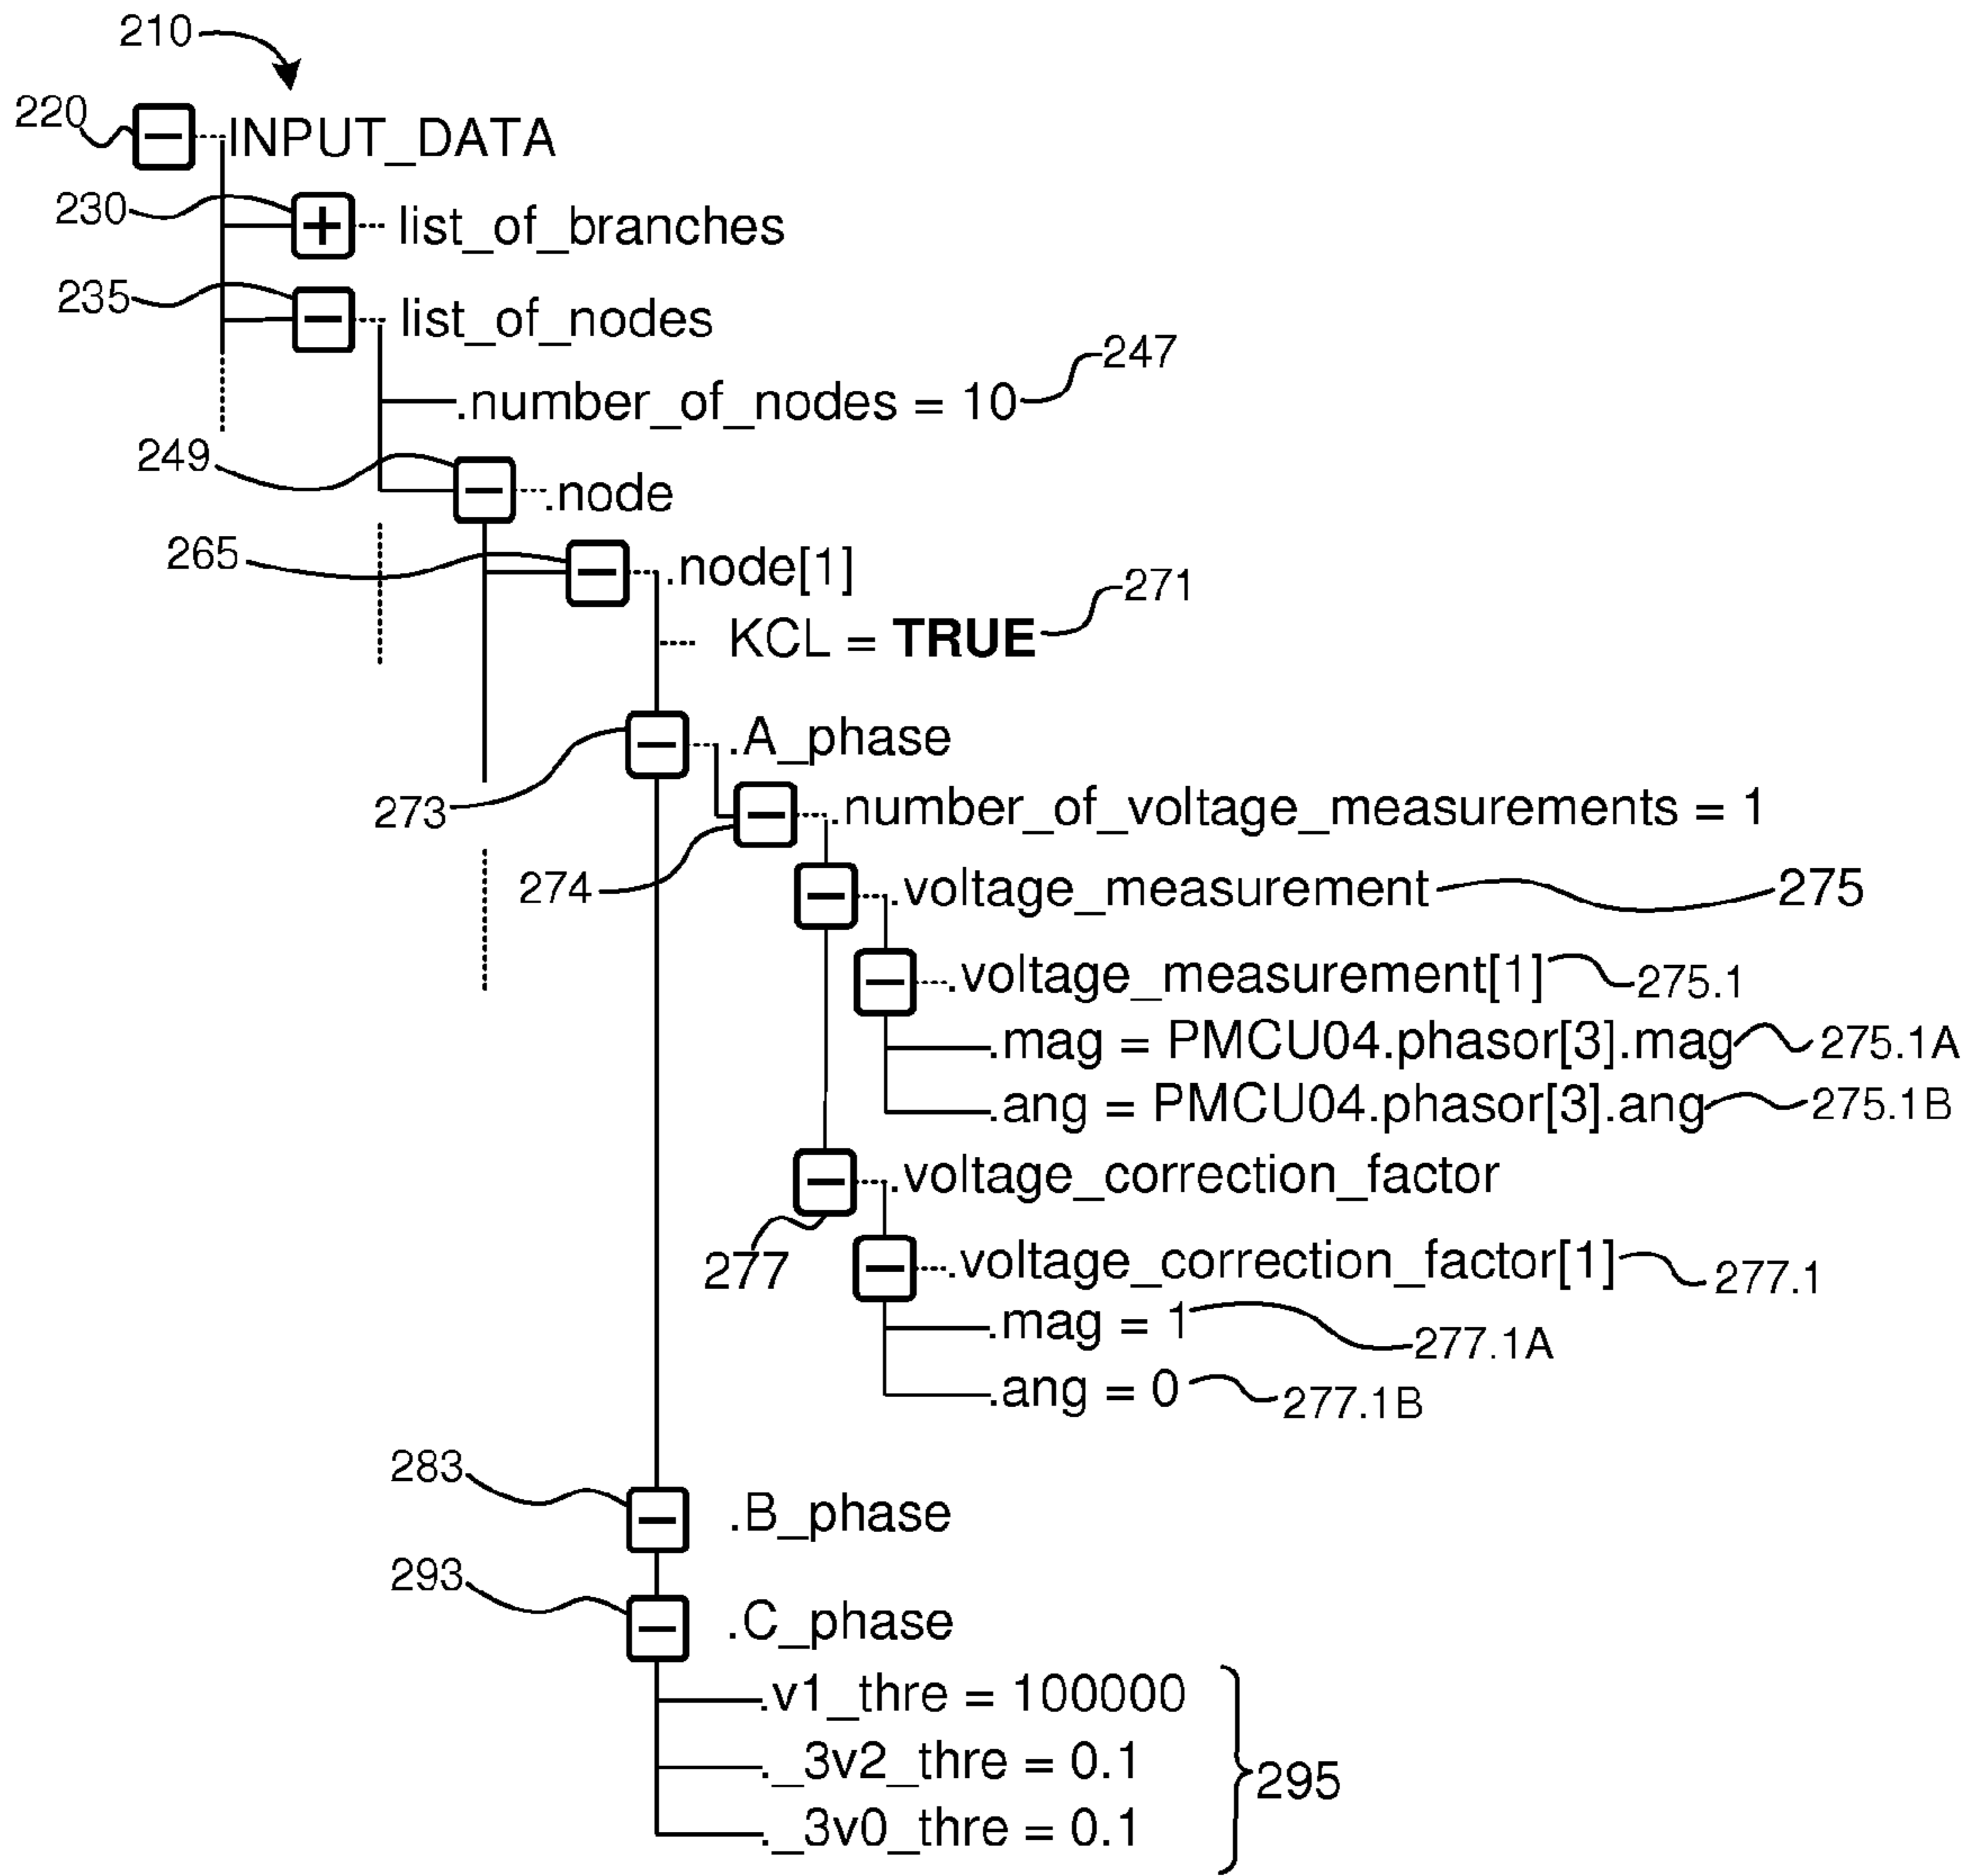 210
220 INPUT_DATA
230 list_of_branches
235 list_of_nodes
247
.number_of_nodes = 10
249 .node
265 .node[1]
271
KCL = TRUE
.A_phase
273 .number_of_voltage_measurements = 1
274 .voltage_measurement 275
.voltage_measurement[1] 275.1
.mag = PMCU04.phasor[3].mag 275.1A
.ang = PMCU04.phasor[3].ang 275.1B
.voltage_correction_factor
277 .voltage_correction_factor[1] 277.1
.mag = 1 277.1A
.ang = 0 277.1B
283 .B_phase
293 .C_phase
.v1_thre = 100000
._3v2_thre = 0.1 295
._3v0_thre = 0.1